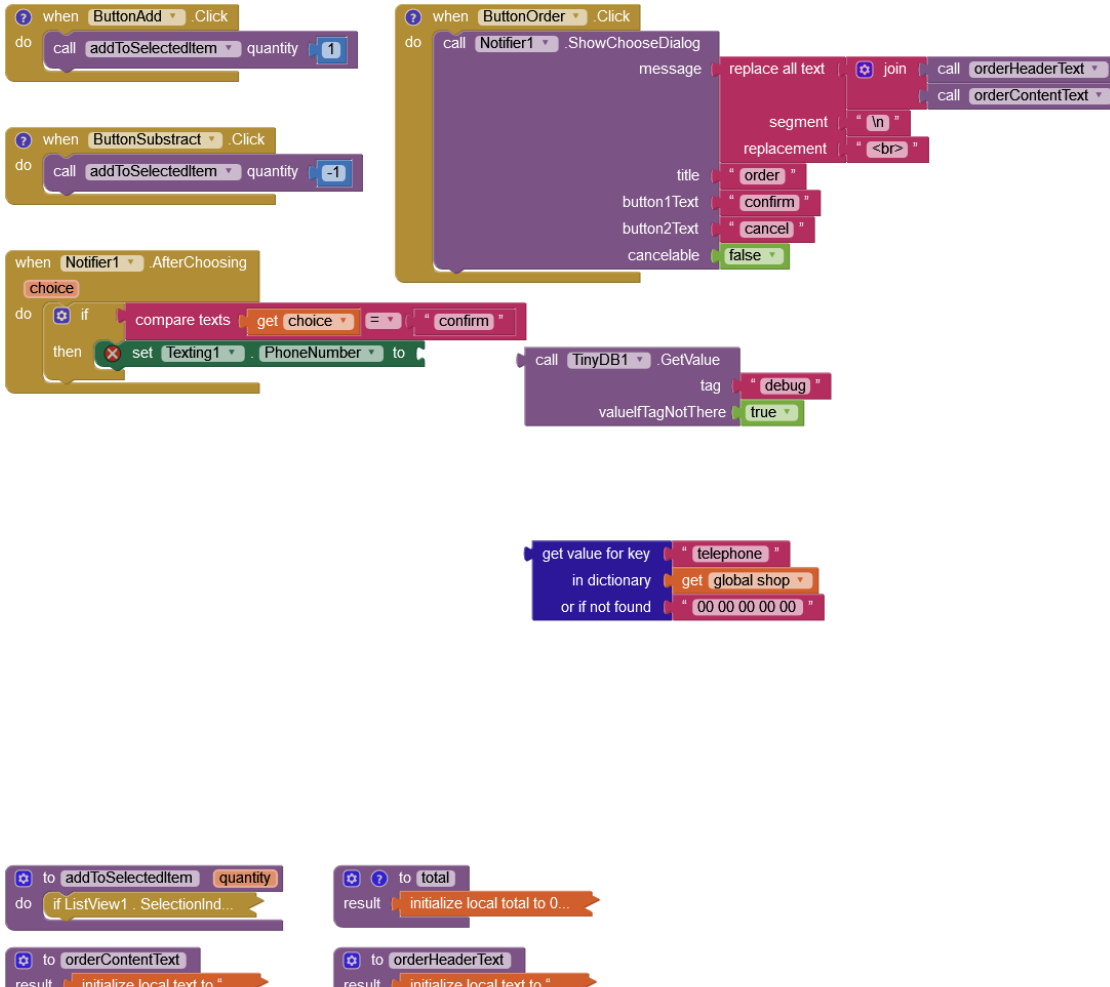 when ButtonAdd .Click
do call addToSelectedItem quantity 1
when ButtonSubstract .Click
do call addToSelectedItem quantity -1
when ButtonOrder .Click
do call Notifier1 .ShowChooseDialog
message replace all text join call orderHeaderText
call orderContentText
segment " \n "
replacement " <br> "
title " order "
button1Text " confirm "
button2Text " cancel "
cancelable false
when Notifier1 .AfterChoosing
choice
do if compare texts get choice = " confirm "
then set Texting1 . PhoneNumber to
call TinyDB1 .GetValue
tag " debug "
valueIfTagNotThere true
get value for key " telephone "
in dictionary get global shop
or if not found " 00 00 00 00 00 "
to addToSelectedItem quantity
do if ListView1 . SelectionInd...
to total
result initialize local total to 0...
to orderContentText
result initialize local text to "
to orderHeaderText
result initialize local text to "